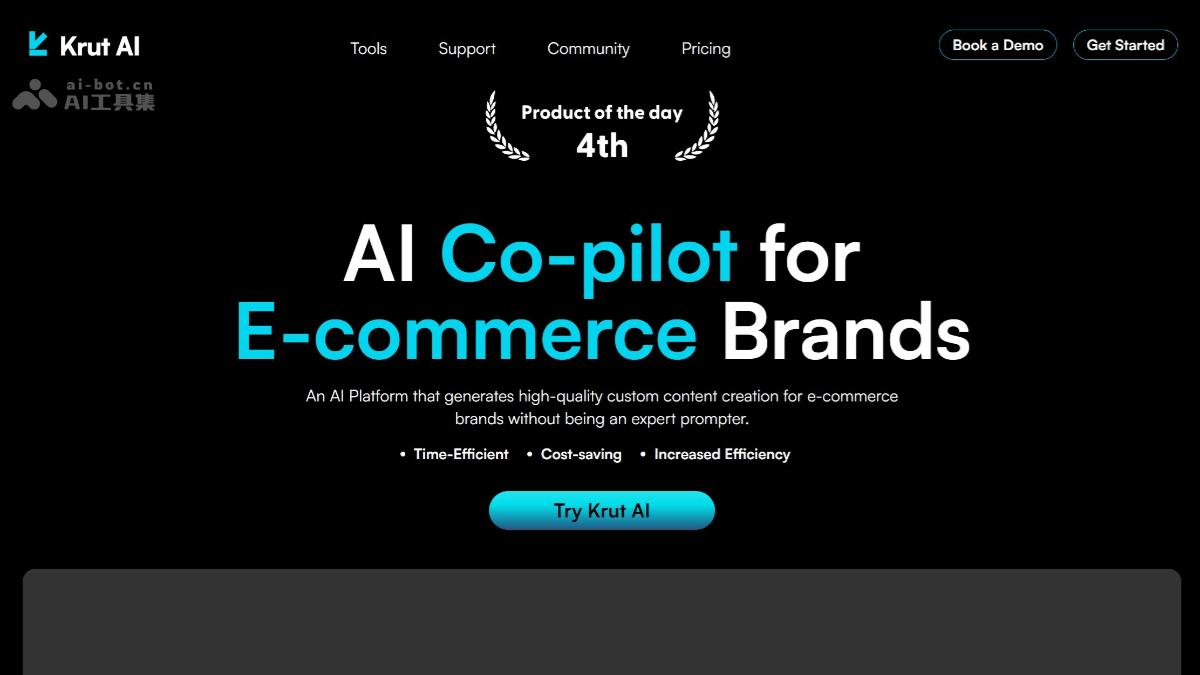 Krut AI
Tools
Support
Community
Pricing
Book a Demo
Get Started
ai-bot.cn
AI工具集
Product of the day
4th
AI Co-pilot for
E-commerce Brands
An AI Platform that generates high-quality custom content creation for e-commerce
brands without being an expert prompter.
• Time-Efficient • Cost-saving • Increased Efficiency
Try Krut AI